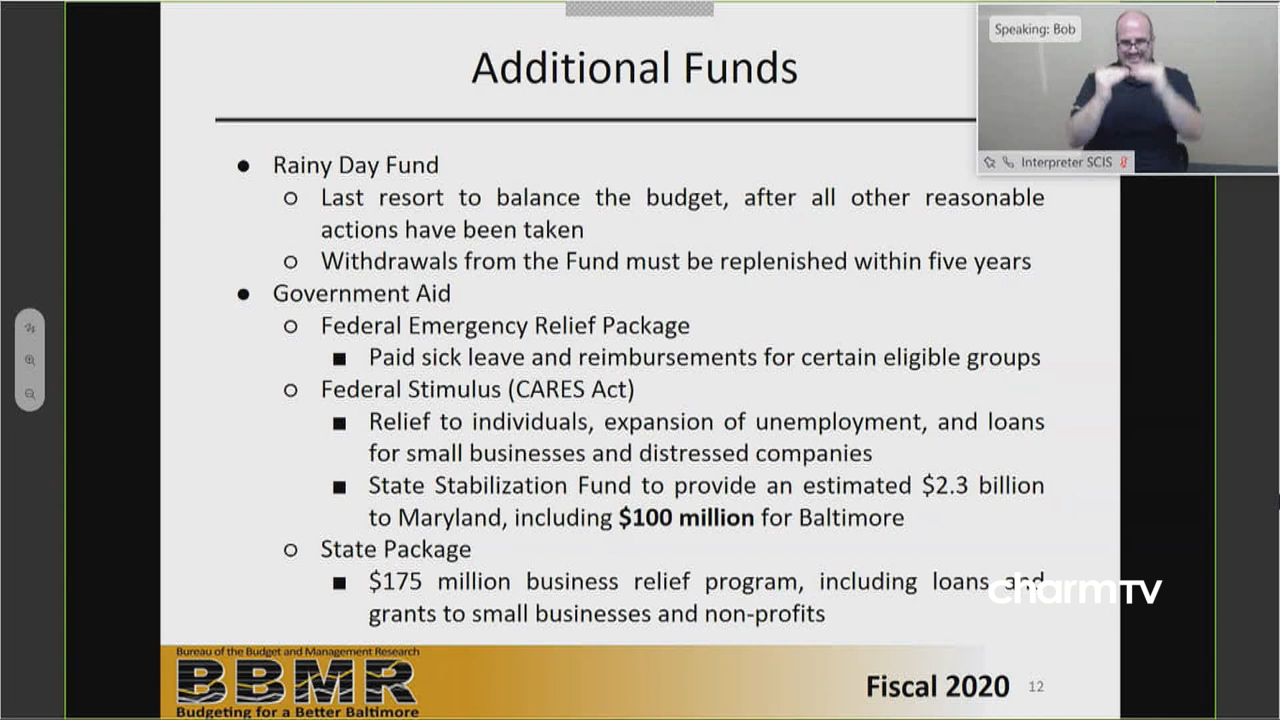 Additional Funds
Speaking: Bob
Interpreter SCIS
● Rainy Day Fund
○ Last resort to balance the budget, after all other reasonable
actions have been taken
○ Withdrawals from the Fund must be replenished within five years
● Government Aid
○ Federal Emergency Relief Package
■ Paid sick leave and reimbursements for certain eligible groups
○ Federal Stimulus (CARES Act)
■ Relief to individuals, expansion of unemployment, and loans
for small businesses and distressed companies
■ State Stabilization Fund to provide an estimated $2.3 billion
to Maryland, including $100 million for Baltimore
○ State Package
■ $175 million business relief program, including loans and
grants to small businesses and non-profits
charmTV
Bureau of the Budget and Management Research
BBMR
Budgeting for a Better Baltimore
Fiscal 2020 12